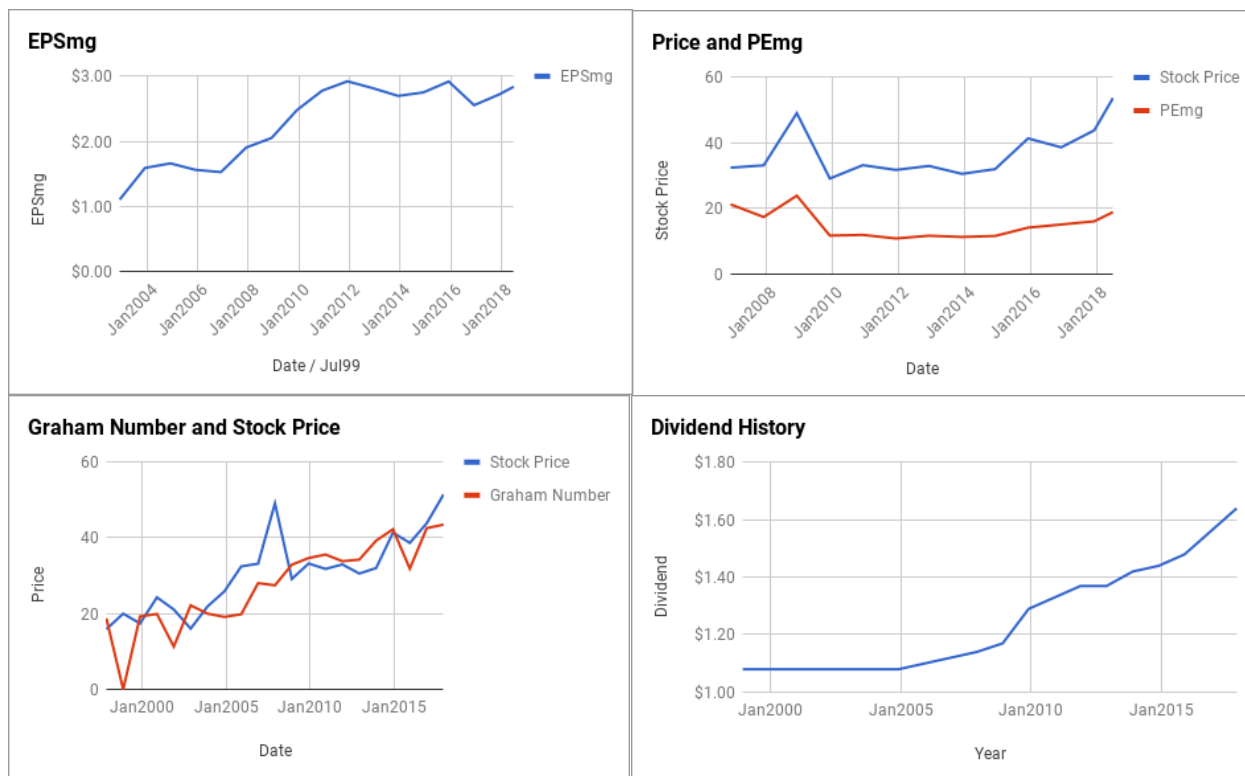 EPSmg
EPSmg
$3.00
$2.00
$1.00
$0.00
EPSmg
Jan2004
Jan2006
Jan2008
Jan2010
Jan2012
Jan2014
Jan2016
Jan2018
Date / Jul99
Price and PEmg
Stock Price
PEmg
60
40
20
0
Stock Price
Jan2008
Jan2010
Jan2012
Jan2014
Jan2016
Jan2018
Date
Graham Number and Stock Price
Stock Price
Graham Number
60
40
20
0
Price
Jan2000
Jan2005
Jan2010
Jan2015
Date
Dividend History
$1.80
$1.60
$1.40
$1.20
$1.00
Dividend
Jan2000
Jan2005
Jan2010
Jan2015
Year